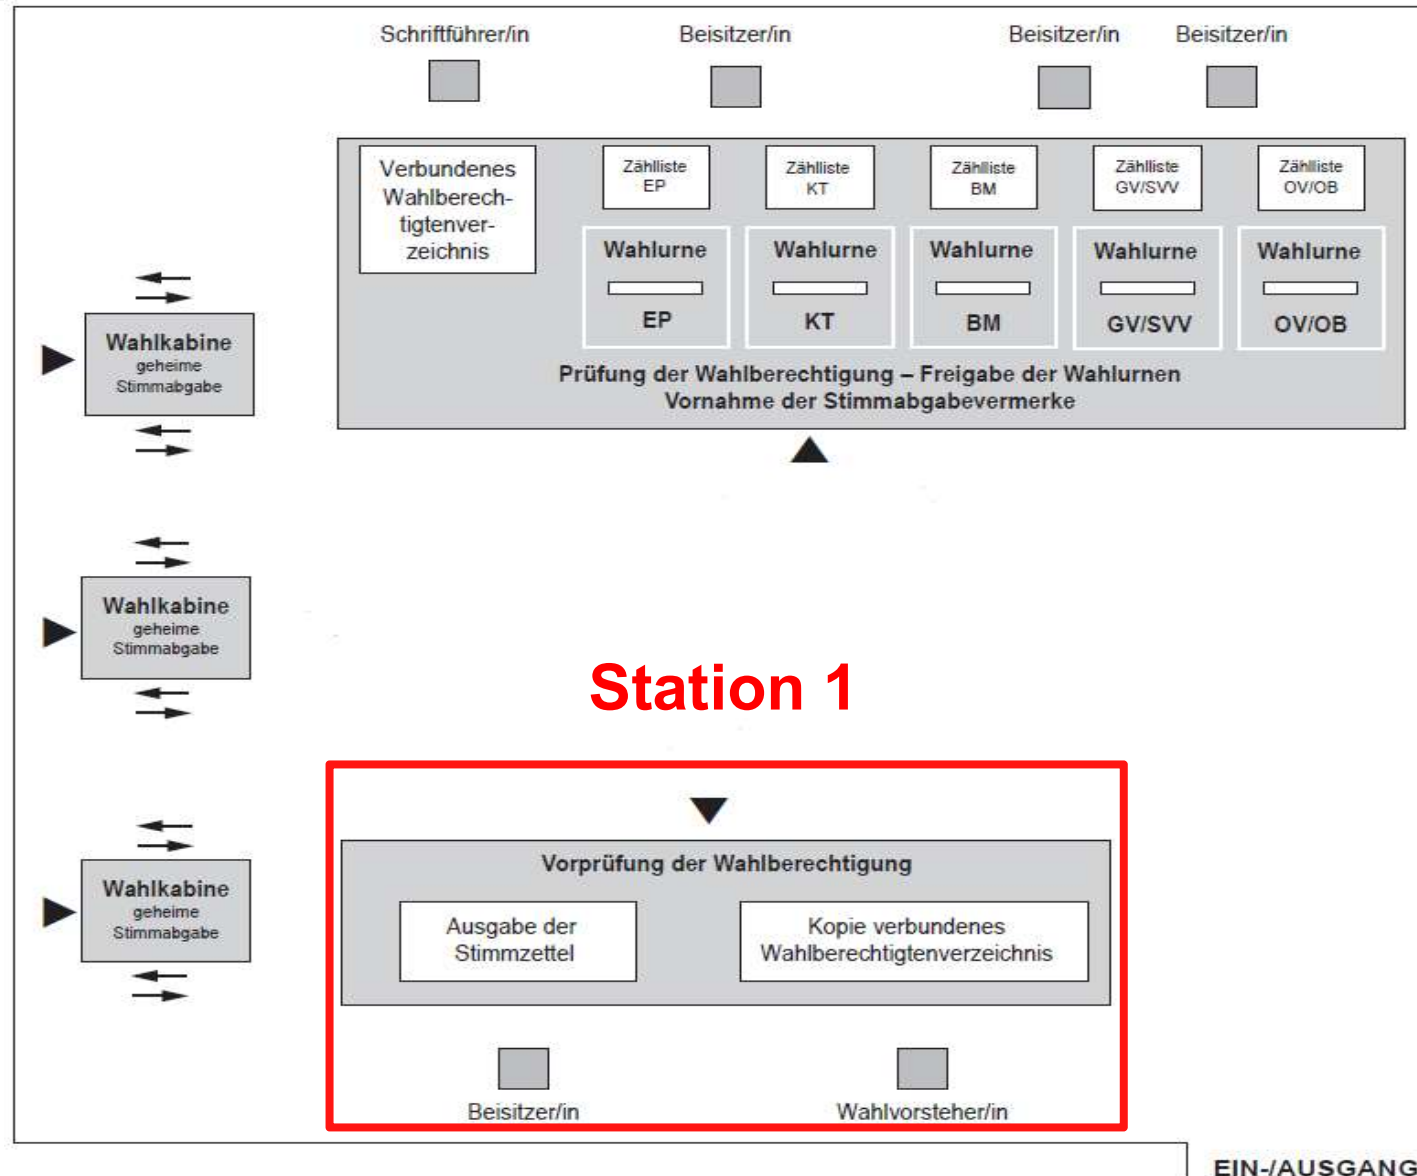 Schriftführer/in
Beisitzer/in
Beisitzer/in
Beisitzer/in
Verbundenes
Wahlberech-
tigtenver-
zeichnis
Zählliste
EP
Zählliste
KT
Zählliste
BM
Zählliste
GV/SVV
Zählliste
OV/OB
Wahlurne
EP
Wahlurne
KT
Wahlurne
BM
Wahlurne
GV/SVV
Wahlurne
OV/OB
Prüfung der Wahlberechtigung – Freigabe der Wahlurnen
Vornahme der Stimmabgabevermerke
Wahlkabine
geheime
Stimmabgabe
Wahlkabine
geheime
Stimmabgabe
Station 1
Wahlkabine
geheime
Stimmabgabe
Vorprüfung der Wahlberechtigung
Ausgabe der
Stimmzettel
Kopie verbundenes
Wahlberechtigtenverzeichnis
Beisitzer/in
Wahlvorsteher/in
EIN-/AUSGANG